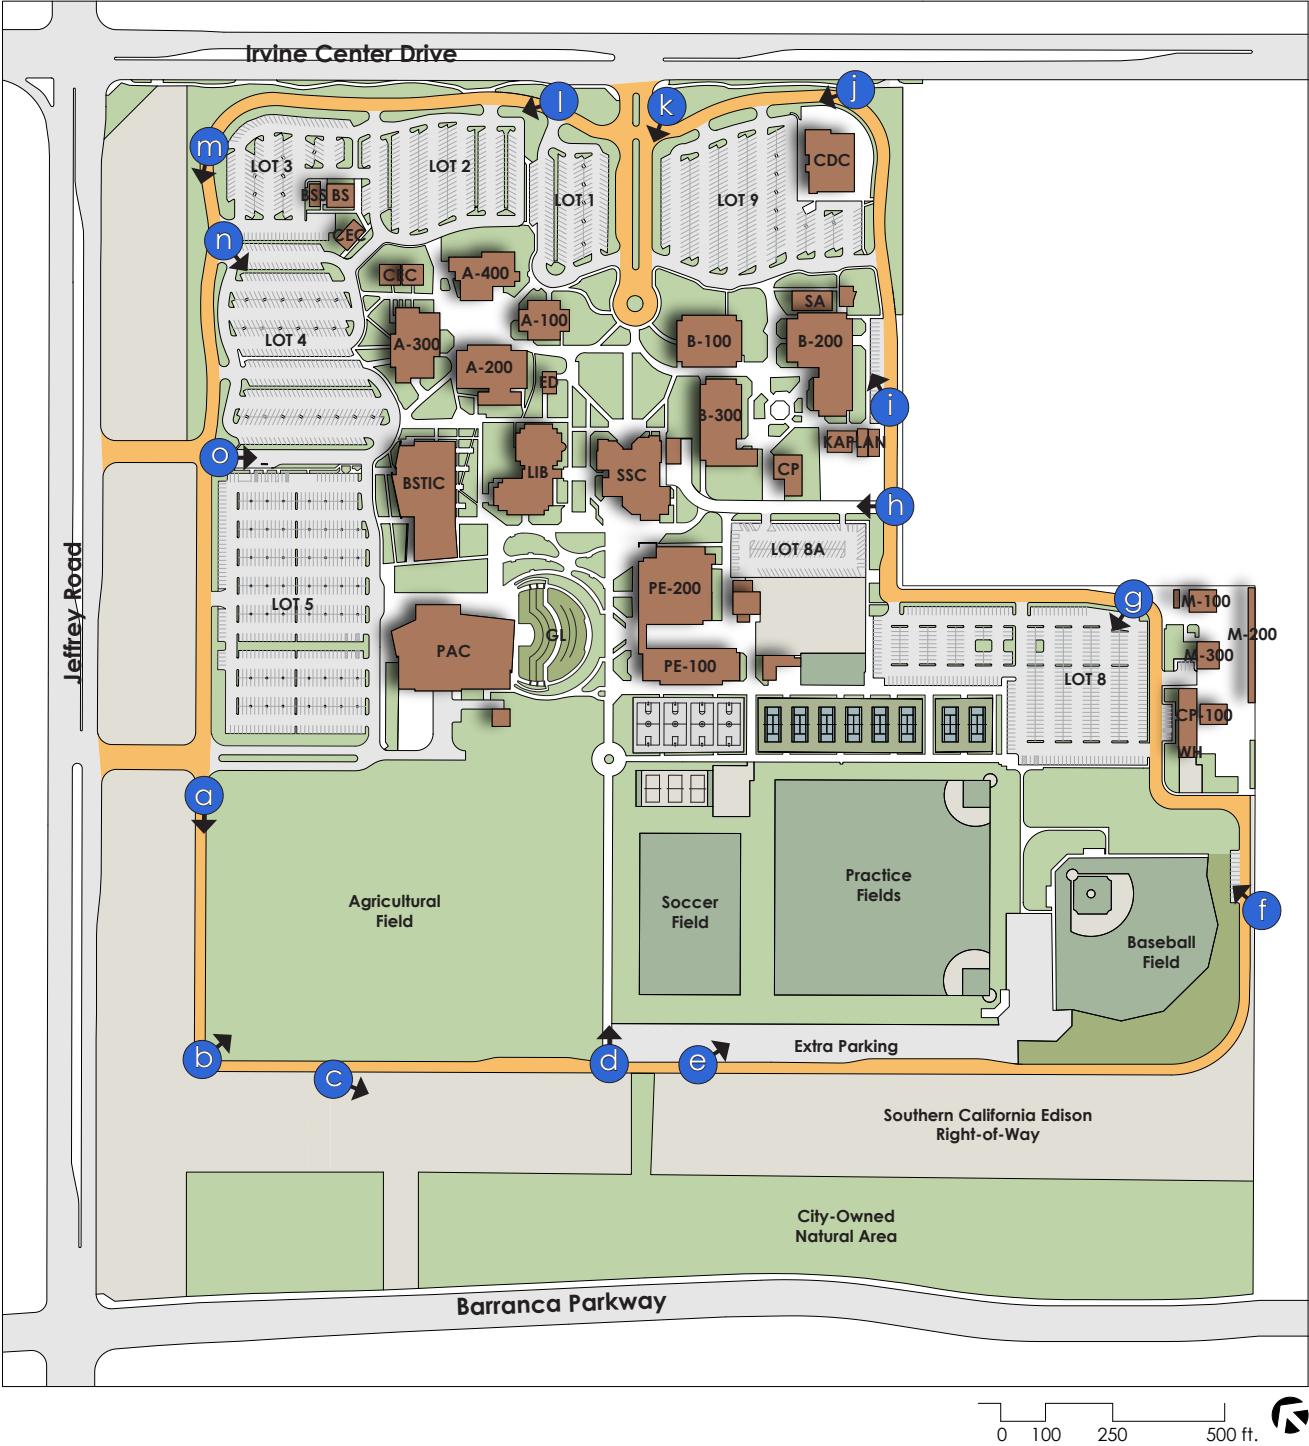 Irvine Center Drive
l
k
j
m
LOT 3
LOT 2
CDC
BSS
BS
LOT 1
LOT 9
CEC
n
CEC
A-400
SA
A-100
LOT 4
A-300
B-100
B-200
A-200
ED
i
B-300
KAPLAN
o
LIB
SSC
CP
BSTIC
h
LOT 8A
Jeffrey Road
PE-200
g
M-100
LOT 5
GL
M-200
PAC
M-300
PE-100
LOT 8
CP-100
WH
a
Agricultural
Field
Soccer
Field
Practice
Fields
f
Baseball
Field
b
c
d
e
Extra Parking
Southern California Edison
Right-of-Way
City-Owned
Natural Area
Barranca Parkway
0 100 250 500 ft.